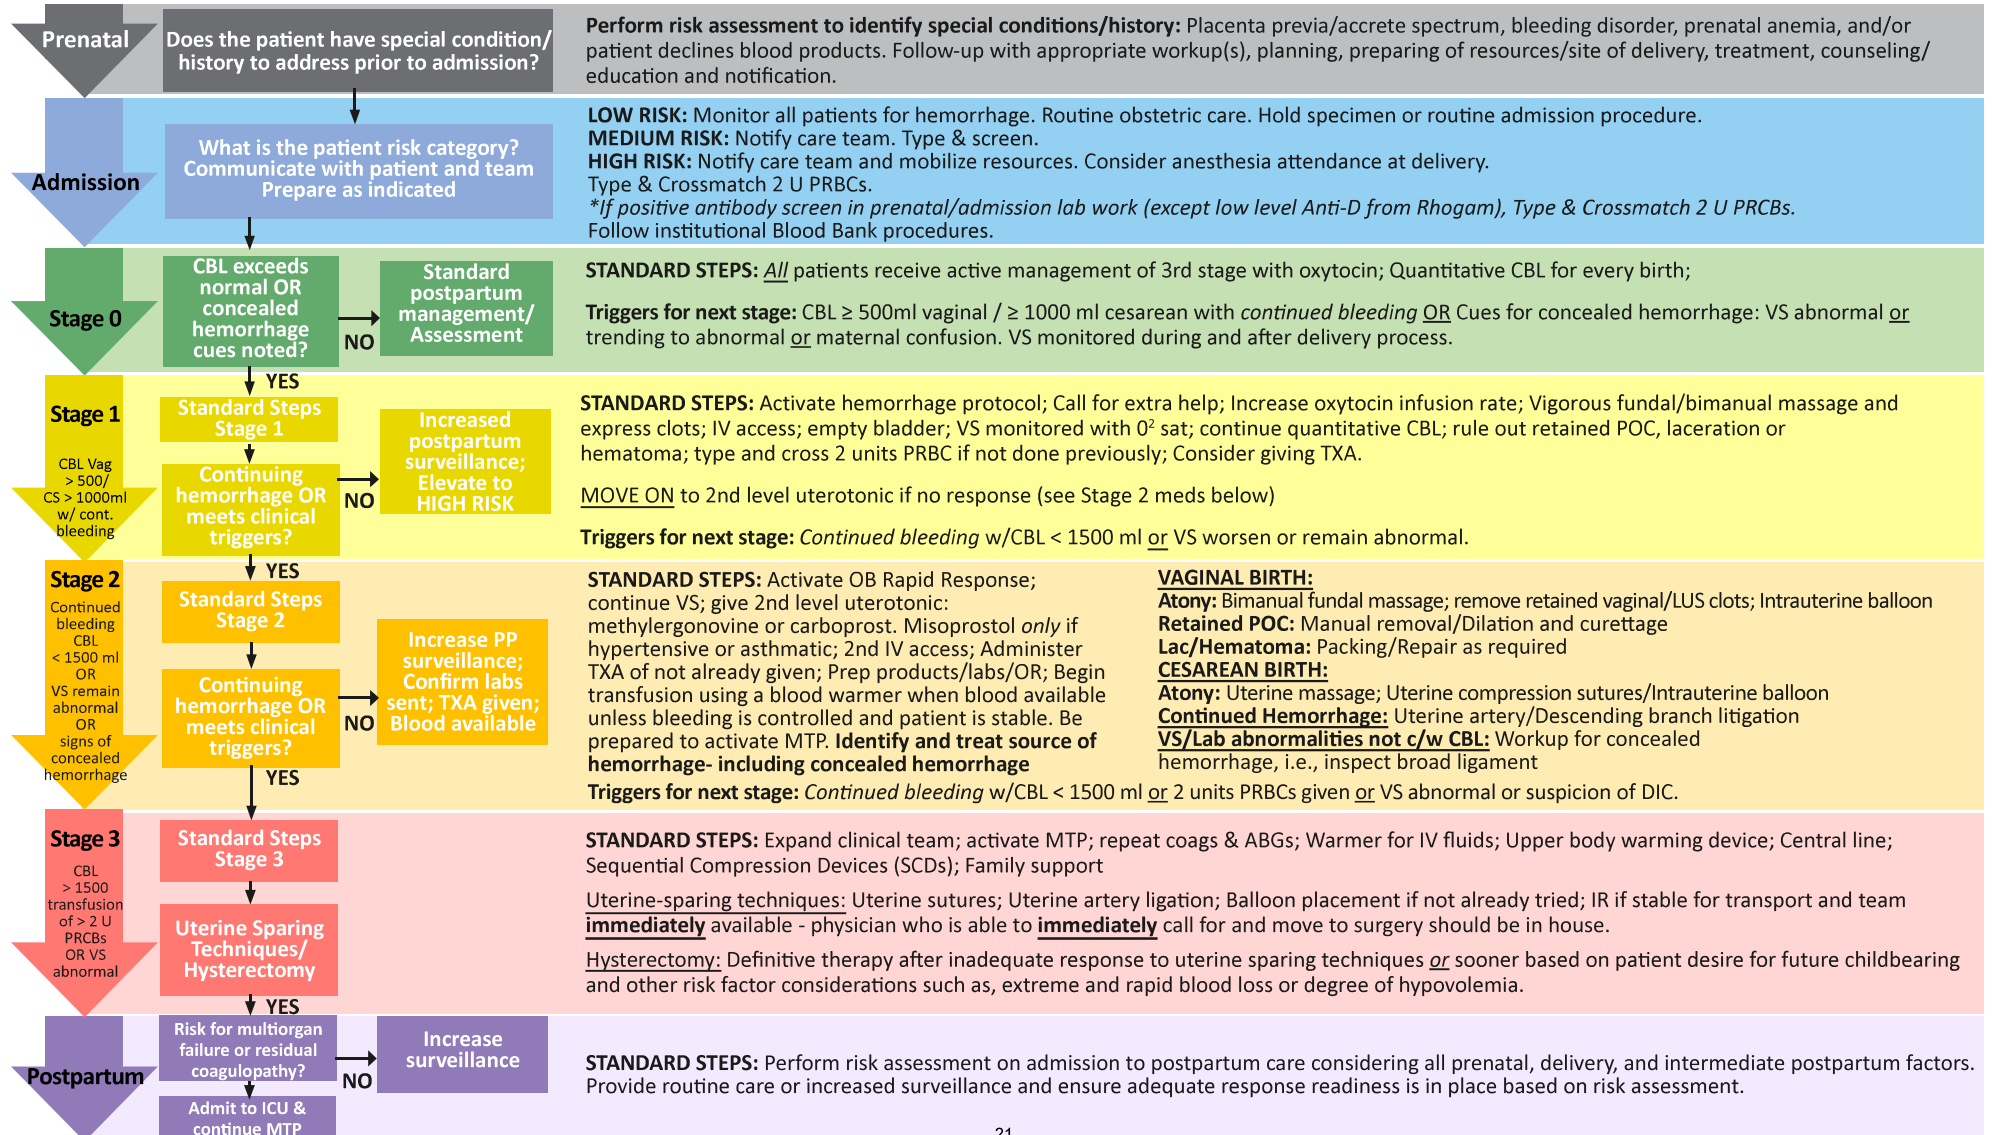 Prenatal
Does the patient have special condition/
history to address prior to admission?
Perform risk assessment to identify special conditions/history: Placenta previa/accrete spectrum, bleeding disorder, prenatal anemia, and/or
patient declines blood products. Follow-up with appropriate workup(s), planning, preparing of resources/site of delivery, treatment, counseling/
education and notification.
Admission
What is the patient risk category?
Communicate with patient and team
Prepare as indicated
LOW RISK: Monitor all patients for hemorrhage. Routine obstetric care. Hold specimen or routine admission procedure.
MEDIUM RISK: Notify care team. Type & screen.
HIGH RISK: Notify care team and mobilize resources. Consider anesthesia attendance at delivery.
Type & Crossmatch 2 U PRBCs.
*If positive antibody screen in prenatal/admission lab work (except low level Anti-D from Rhogam), Type & Crossmatch 2 U PRCBs.
Follow institutional Blood Bank procedures.
Stage 0
CBL exceeds
normal OR
concealed
hemorrhage
cues noted?
NO
Standard
postpartum
management/
Assessment
YES
STANDARD STEPS: All patients receive active management of 3rd stage with oxytocin; Quantitative CBL for every birth;
Triggers for next stage: CBL ≥ 500ml vaginal / ≥ 1000 ml cesarean with continued bleeding OR Cues for concealed hemorrhage: VS abnormal or
trending to abnormal or maternal confusion. VS monitored during and after delivery process.
Stage 1
CBL Vag
> 500/
CS > 1000ml
w/ cont.
bleeding
Standard Steps
Stage 1
Continuing
hemorrhage OR
meets clinical
triggers?
NO
Increased
postpartum
surveillance;
Elevate to
HIGH RISK
YES
STANDARD STEPS: Activate hemorrhage protocol; Call for extra help; Increase oxytocin infusion rate; Vigorous fundal/bimanual massage and
express clots; IV access; empty bladder; VS monitored with 0² sat; continue quantitative CBL; rule out retained POC, laceration or
hematoma; type and cross 2 units PRBC if not done previously; Consider giving TXA.
MOVE ON to 2nd level uterotonic if no response (see Stage 2 meds below)
Triggers for next stage: Continued bleeding w/CBL < 1500 ml or VS worsen or remain abnormal.
Stage 2
Continued
bleeding
CBL
< 1500 ml
OR
VS remain
abnormal
OR
signs of
concealed
hemorrhage
Standard Steps
Stage 2
Continuing
hemorrhage OR
meets clinical
triggers?
NO
Increase PP
surveillance;
Confirm labs
sent; TXA given;
Blood available
YES
STANDARD STEPS: Activate OB Rapid Response;
continue VS; give 2nd level uterotonic:
methylergonovine or carboprost. Misoprostol only if
hypertensive or asthmatic; 2nd IV access; Administer
TXA of not already given; Prep products/labs/OR; Begin
transfusion using a blood warmer when blood available
unless bleeding is controlled and patient is stable. Be
prepared to activate MTP. Identify and treat source of
hemorrhage- including concealed hemorrhage
VAGINAL BIRTH:
Atony: Bimanual fundal massage; remove retained vaginal/LUS clots; Intrauterine balloon
Retained POC: Manual removal/Dilation and curettage
Lac/Hematoma: Packing/Repair as required
CESAREAN BIRTH:
Atony: Uterine massage; Uterine compression sutures/Intrauterine balloon
Continued Hemorrhage: Uterine artery/Descending branch litigation
VS/Lab abnormalities not c/w CBL: Workup for concealed
hemorrhage, i.e., inspect broad ligament
Triggers for next stage: Continued bleeding w/CBL < 1500 ml or 2 units PRBCs given or VS abnormal or suspicion of DIC.
Stage 3
CBL
> 1500
transfusion
of > 2 U
PRCBs
OR VS
abnormal
Standard Steps
Stage 3
Uterine Sparing
Techniques/
Hysterectomy
YES
STANDARD STEPS: Expand clinical team; activate MTP; repeat coags & ABGs; Warmer for IV fluids; Upper body warming device; Central line;
Sequential Compression Devices (SCDs); Family support
Uterine-sparing techniques: Uterine sutures; Uterine artery ligation; Balloon placement if not already tried; IR if stable for transport and team
immediately available - physician who is able to immediately call for and move to surgery should be in house.
Hysterectomy: Definitive therapy after inadequate response to uterine sparing techniques or sooner based on patient desire for future childbearing
and other risk factor considerations such as, extreme and rapid blood loss or degree of hypovolemia.
Postpartum
Risk for multiorgan
failure or residual
coagulopathy?
NO
Increase
surveillance
Admit to ICU &
continue MTP
STANDARD STEPS: Perform risk assessment on admission to postpartum care considering all prenatal, delivery, and intermediate postpartum factors.
Provide routine care or increased surveillance and ensure adequate response readiness is in place based on risk assessment.
21